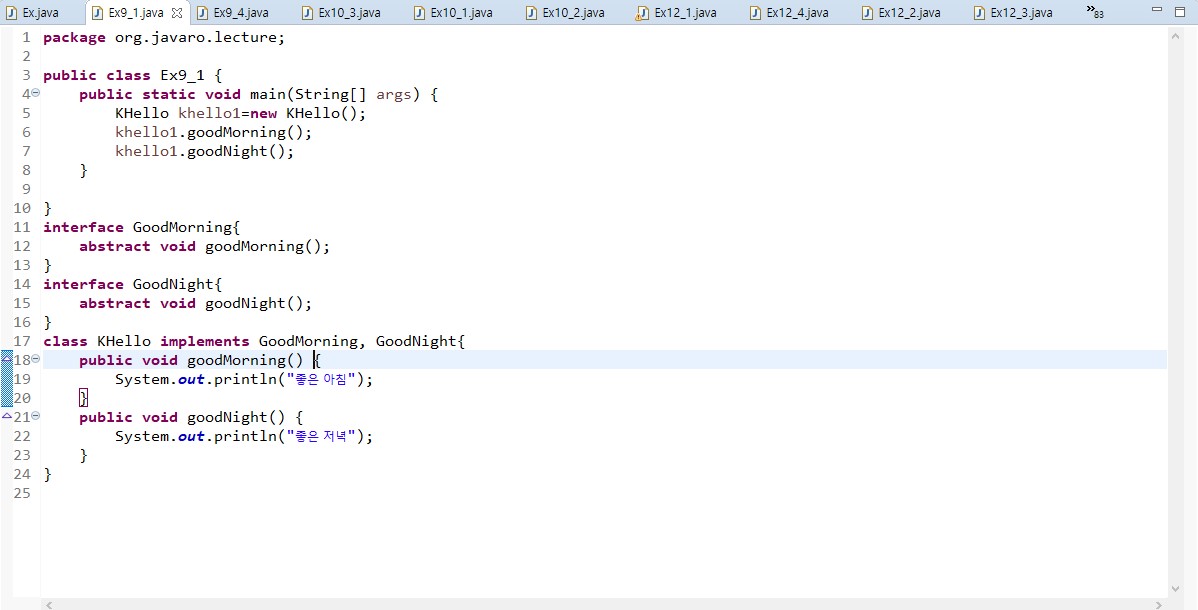 Ex.java Ex9_1.java Ex9_4.java Ex10_3.java Ex10_1.java Ex10_2.java Ex12_1.java Ex12_4.java Ex12_2.java Ex12_3.java »83
1 package org.javaro.lecture;
2
3 public class Ex9_1 {
4 public static void main(String[] args) {
5 KHello khello1=new KHello();
6 khello1.goodMorning();
7 khello1.goodNight();
8 }
9
10 }
11 interface GoodMorning{
12 abstract void goodMorning();
13 }
14 interface GoodNight{
15 abstract void goodNight();
16 }
17 class KHello implements GoodMorning, GoodNight{
18 public void goodMorning() {
19 System.out.println("좋은 아침");
20 }
21 public void goodNight() {
22 System.out.println("좋은 저녁");
23 }
24 }
25